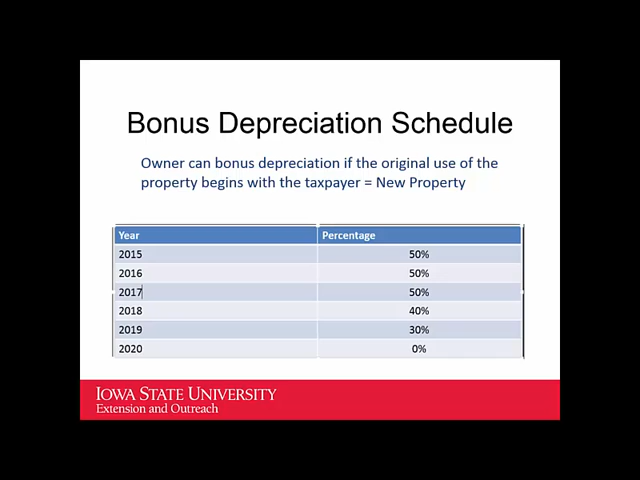 Bonus Depreciation Schedule
Owner can bonus depreciation if the original use of the
property begins with the taxpayer = New Property
Year Percentage
2015 50%
2016 50%
2017 50%
2018 40%
2019 30%
2020 0%
IOWA STATE UNIVERSITY
Extension and Outreach